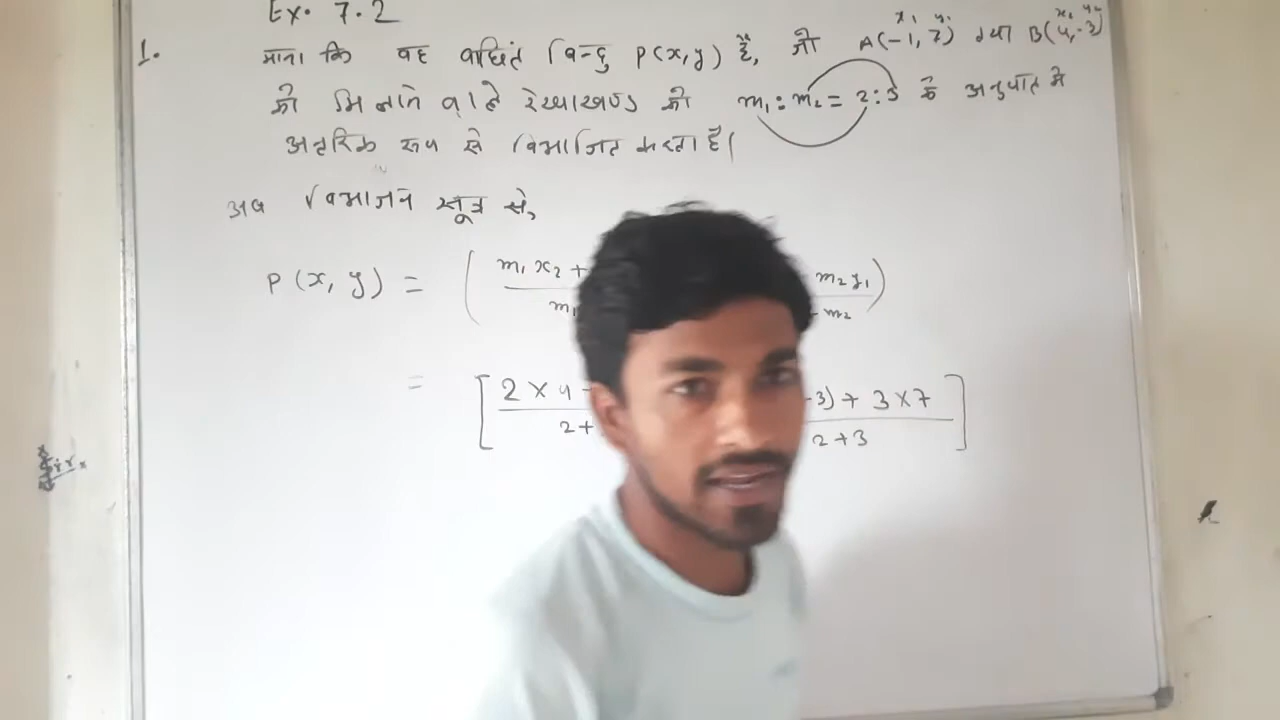 Ex. 7.2
1. माना कि वह वांछित बिन्दु P(x,y) है, जो A(-1, 7) तथा B(4,-3)
x₁ y₁ x₂ y₂
को मिलाने वाले रेखाखण्ड को m₁:m₂ = 2:3 के अनुपात में
अन्तरिक रूप से विभाजित करता है।
अब विभाजन सूत्र से,
P(x, y) = ( m₁x₂ + m₂y₁ )
m₁ m₂
= [ 2×4 -3) + 3×7 ]
2+ 2+3